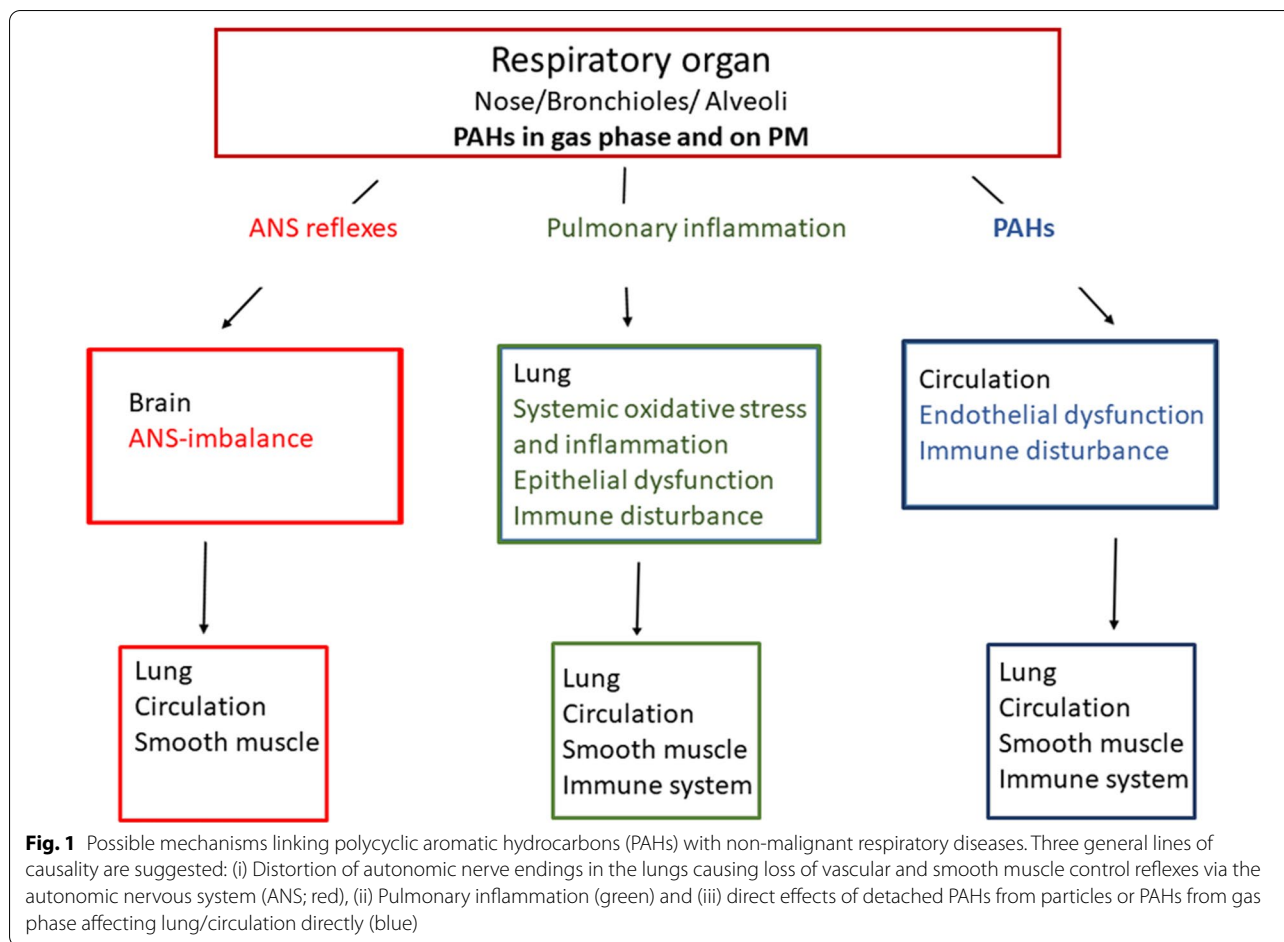 Respiratory organ
Nose/Bronchioles/ Alveoli
PAHs in gas phase and on PM
ANS reflexes
Pulmonary inflammation
PAHs
Brain
ANS-imbalance
Lung
Systemic oxidative stress
and inflammation
Epithelial dysfunction
Immune disturbance
Circulation
Endothelial dysfunction
Immune disturbance
Lung
Circulation
Smooth muscle
Lung
Circulation
Smooth muscle
Immune system
Lung
Circulation
Smooth muscle
Immune system
Fig. 1 Possible mechanisms linking polycyclic aromatic hydrocarbons (PAHs) with non-malignant respiratory diseases. Three general lines of
causality are suggested: (i) Distortion of autonomic nerve endings in the lungs causing loss of vascular and smooth muscle control reflexes via the
autonomic nervous system (ANS; red), (ii) Pulmonary inflammation (green) and (iii) direct effects of detached PAHs from particles or PAHs from gas
phase affecting lung/circulation directly (blue)